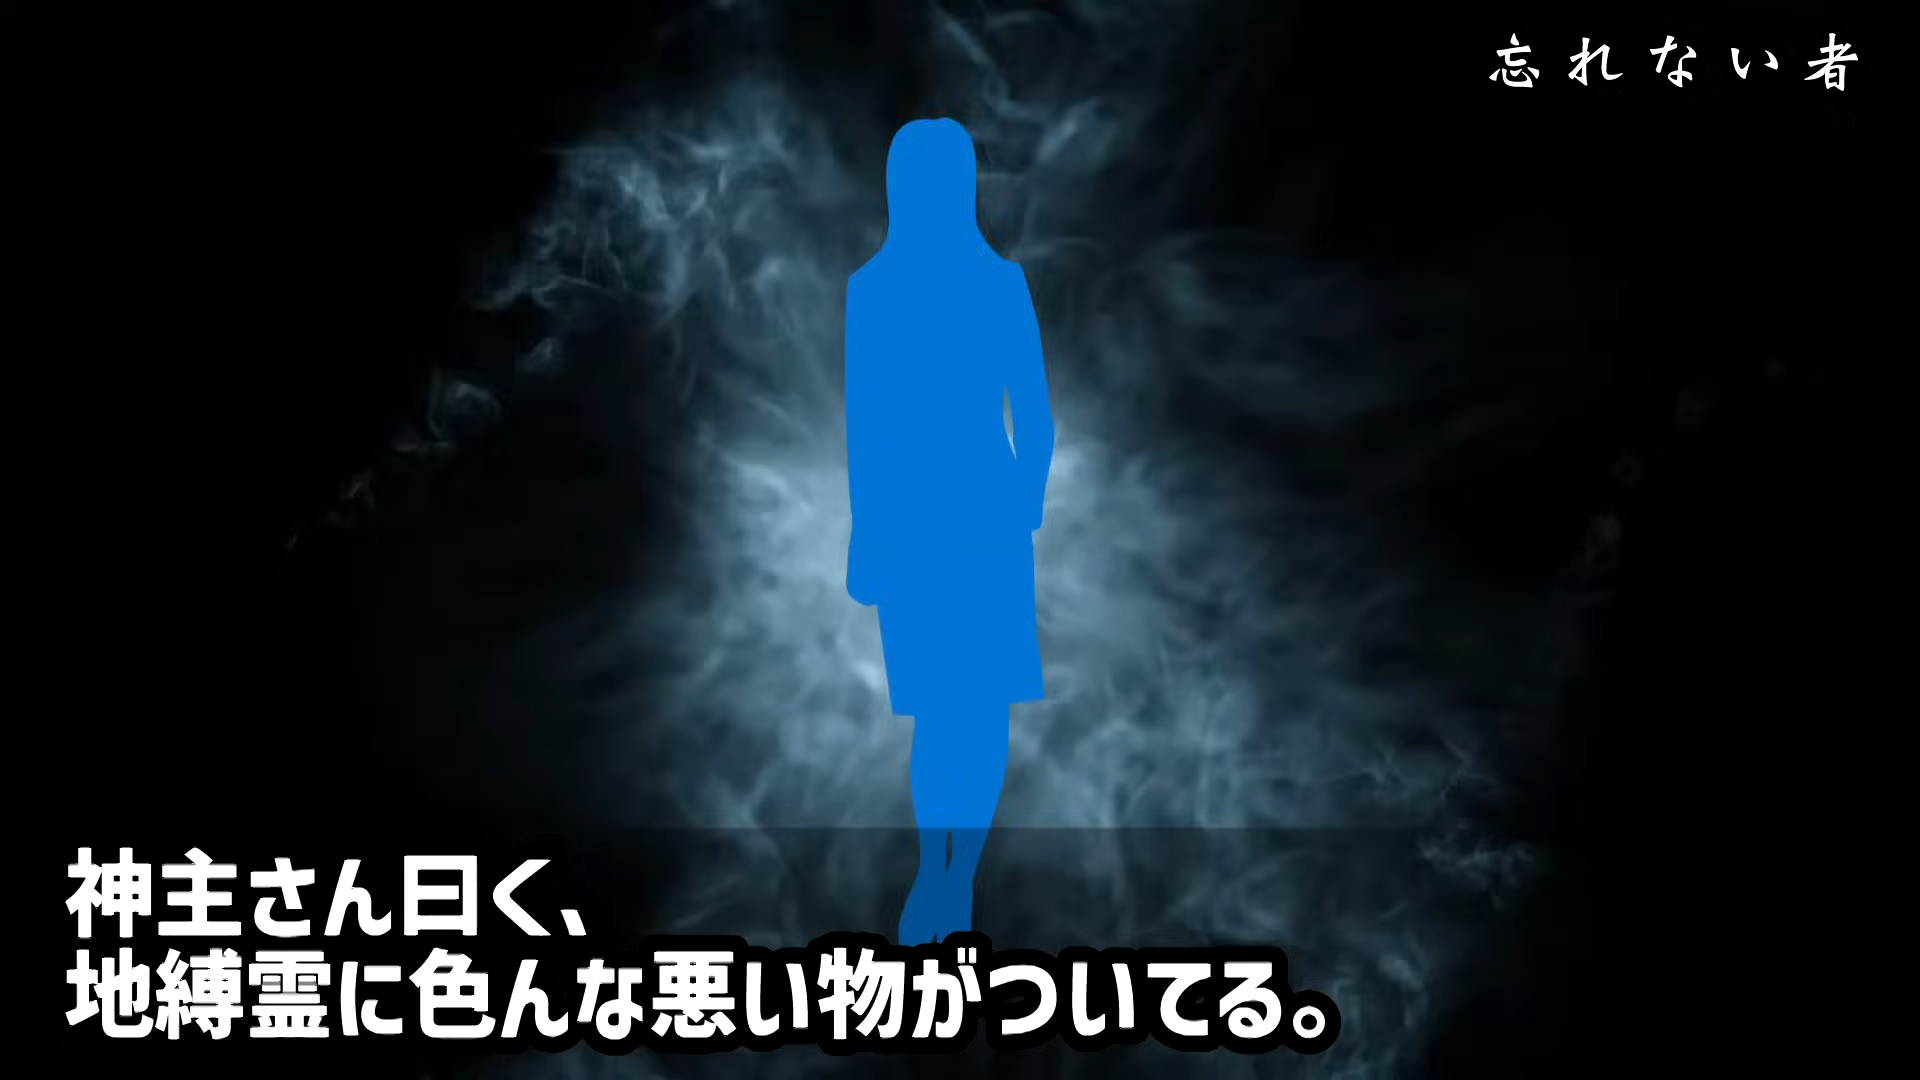 忘れない者
神主さん曰く、
地縛霊に色んな悪い物がついてる。